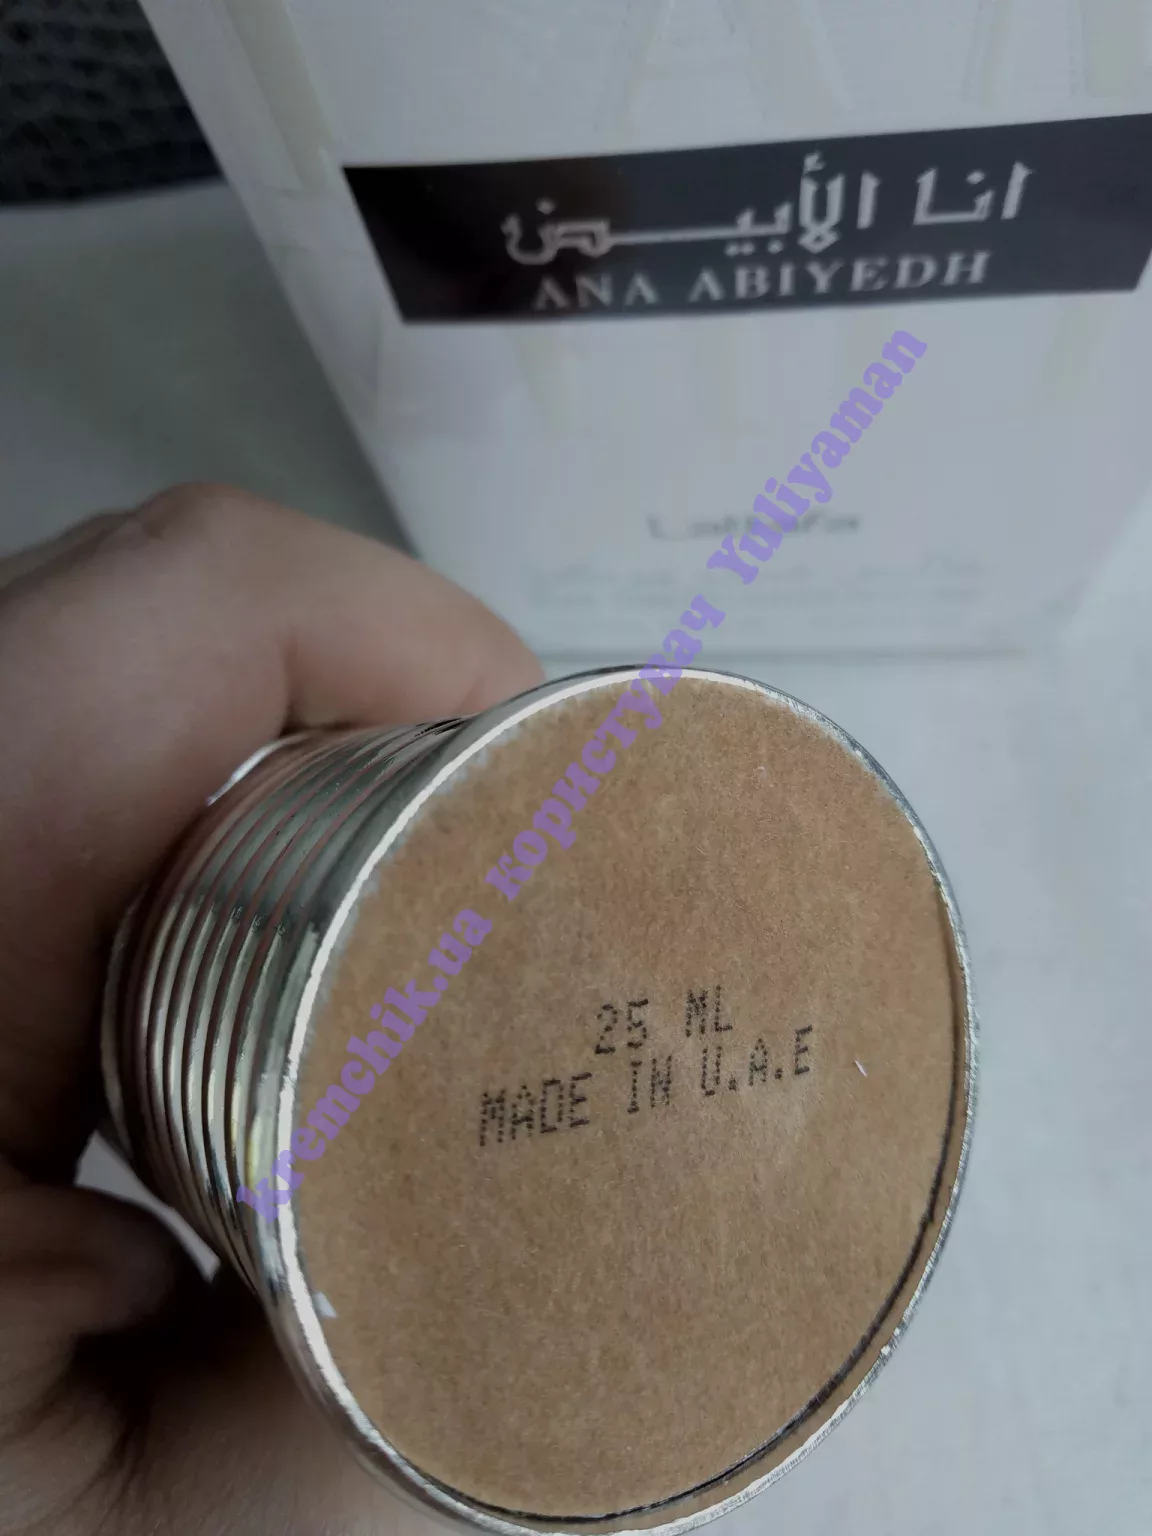 انا الأبيض
ANA ABIYEDH
Lattafa
25 ML
MADE IN U.A.E
kremchik.ua користувач Yuliyaman